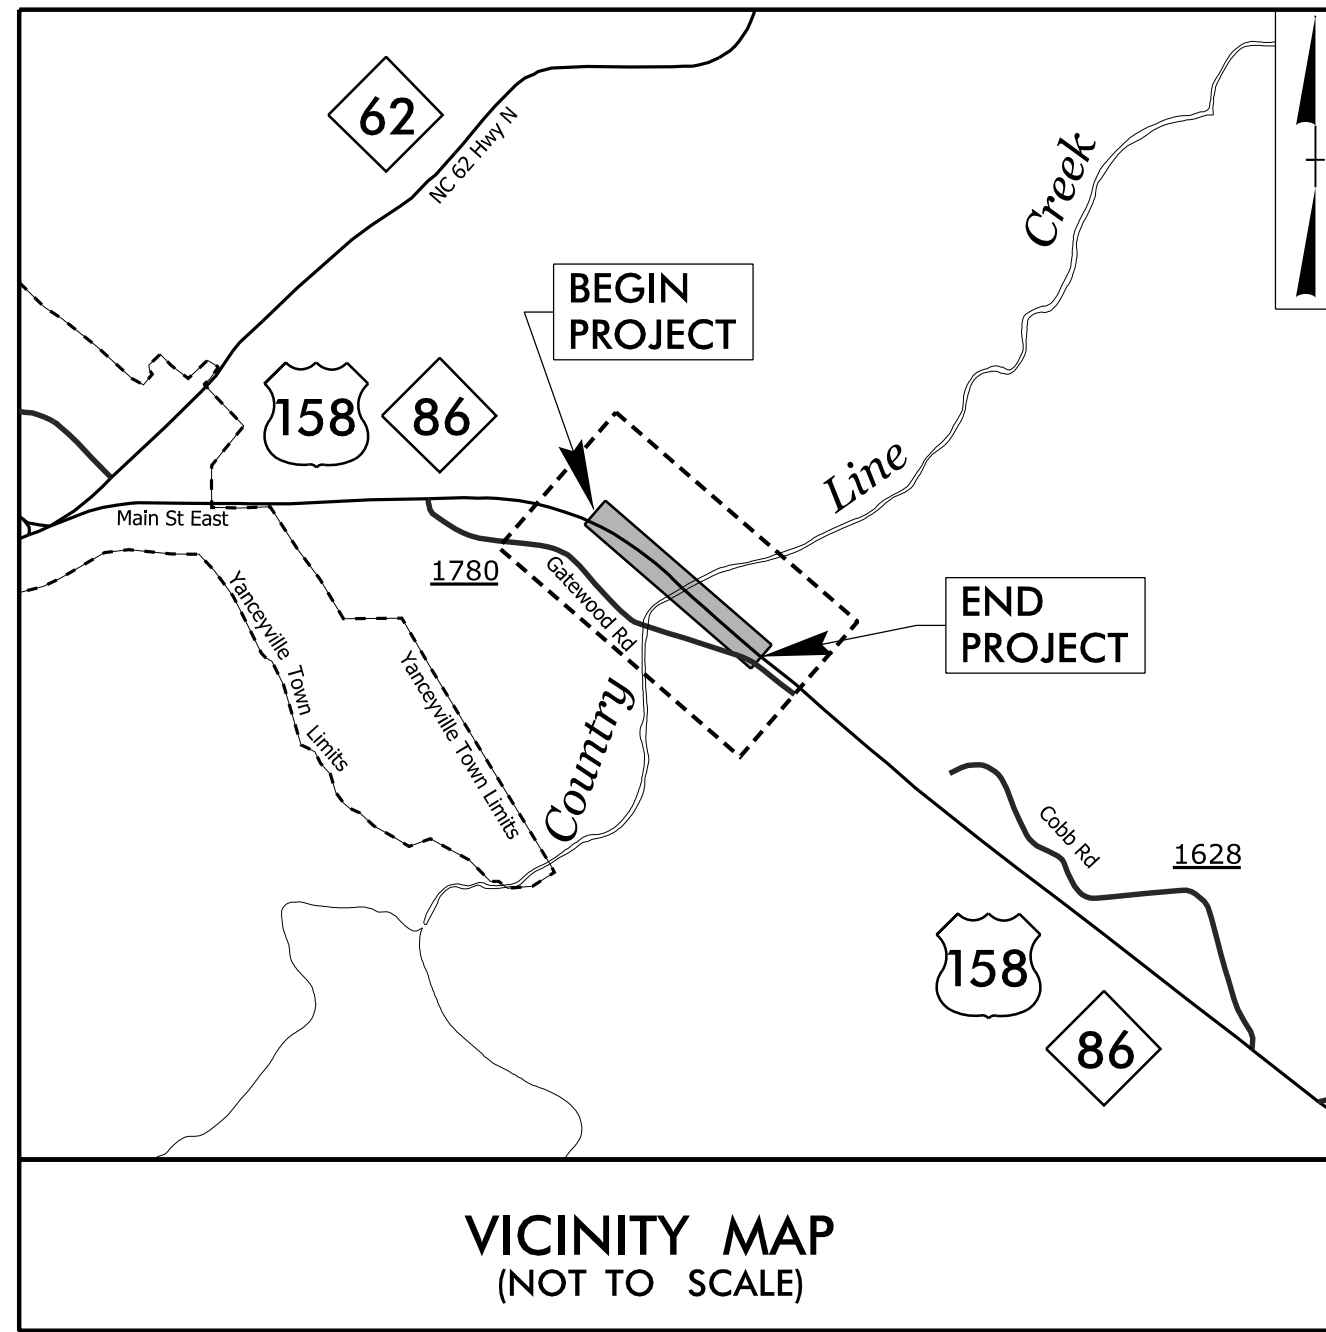 62
NC 62 Hwy N
Creek
BEGIN
PROJECT
158
86
Line
Main St East
1780
Gatewood Rd
END
PROJECT
Yanceyville Town
Limits
Yanceyville Town Limits
Country
Cobb Rd
1628
158
86
VICINITY MAP
(NOT TO SCALE)